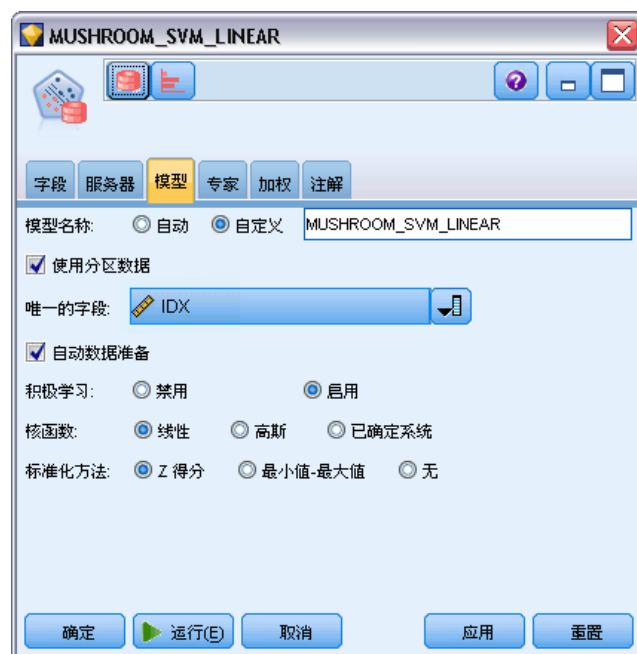 MUSHROOM_SVM_LINEAR
字段 服务器 模型 专家 加权 注解
模型名称: 自动 自定义 MUSHROOM_SVM_LINEAR
使用分区数据
唯一的字段: IDX
自动数据准备
积极学习: 禁用 启用
核函数: 线性 高斯 已确定系统
标准化方法: Z 得分 最小值-最大值 无
确定 运行(E) 取消 应用 重置